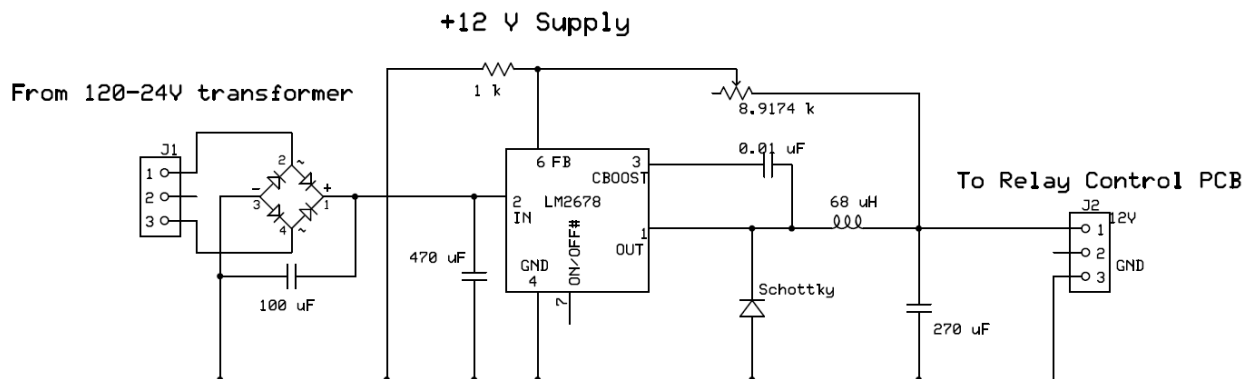 +12 V Supply
From 120-24V transformer
1 k
8.9174 k
J1
1
2
3
2
~
-
+
3
1
4
~
6 FB
3
CBOOST
0.01 uF
2
IN
LM2678
1
OUT
GND
4
ON/OFF#
7
68 uH
To Relay Control PCB
J2
12V
1
2
GND
3
470 uF
100 uF
Schottky
270 uF